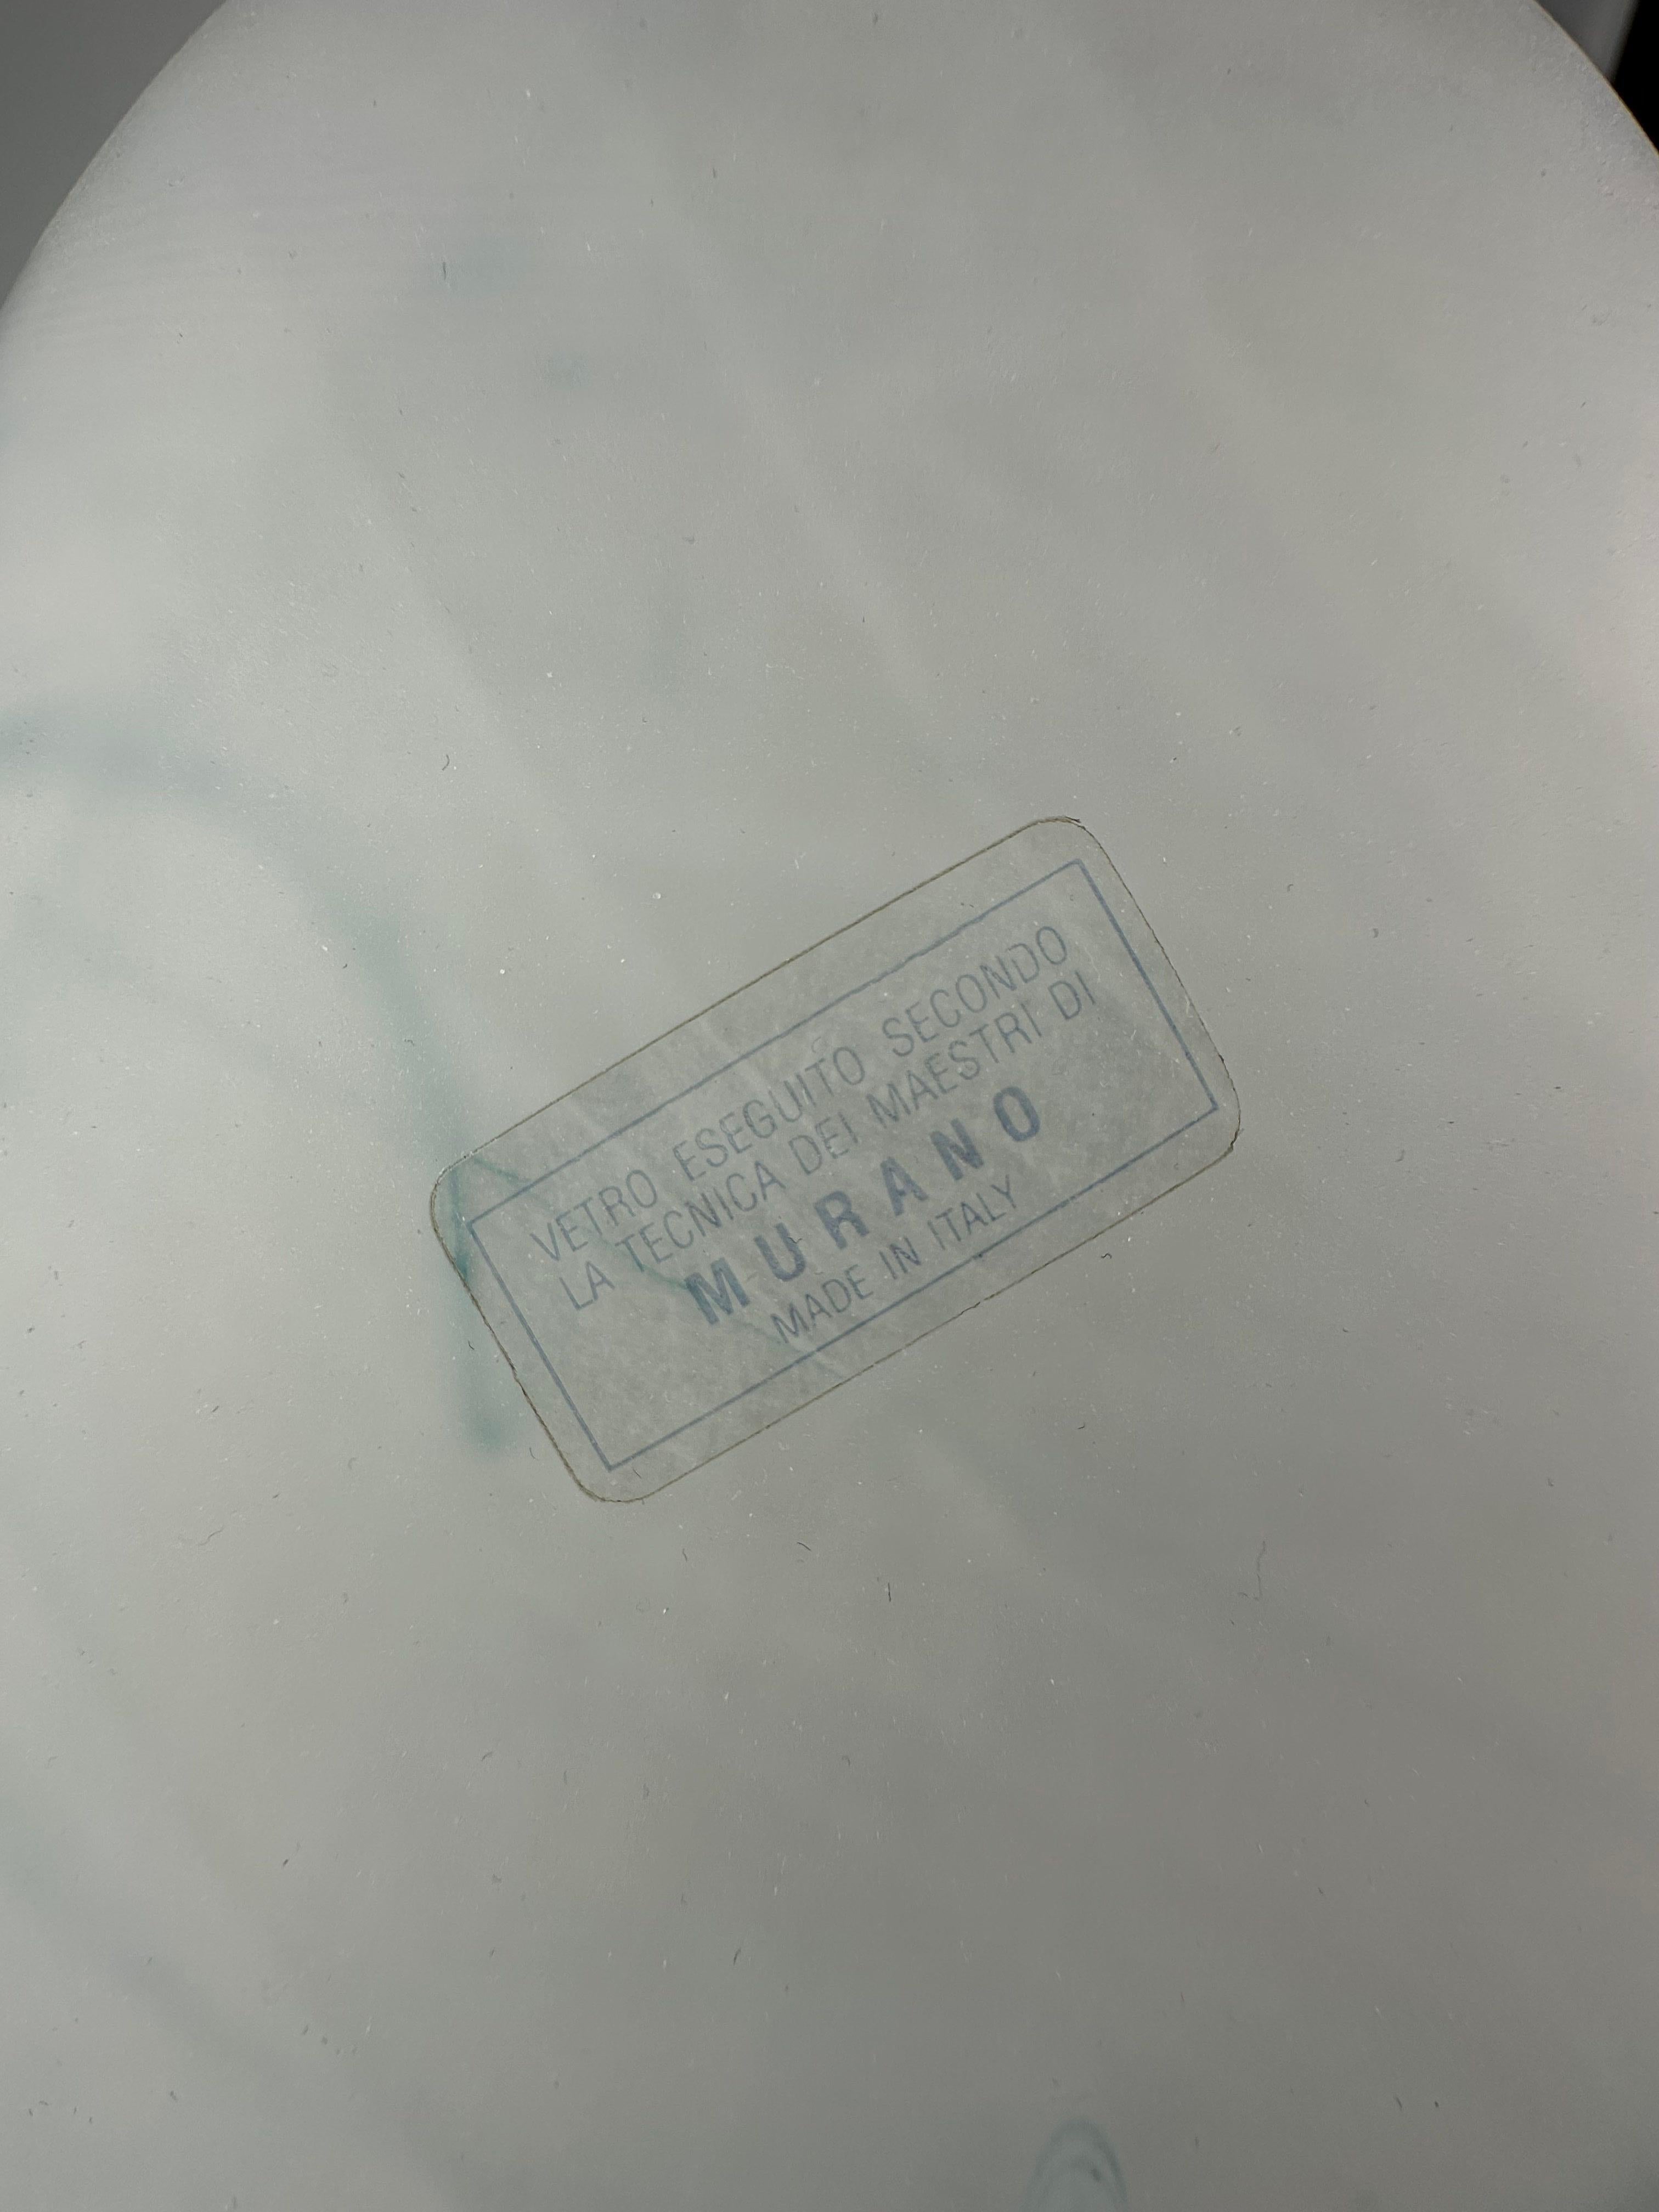 VETRO ESEGUITO SECONDO
LA TECNICA DEI MAESTRI DI
MURANO
MADE IN ITALY